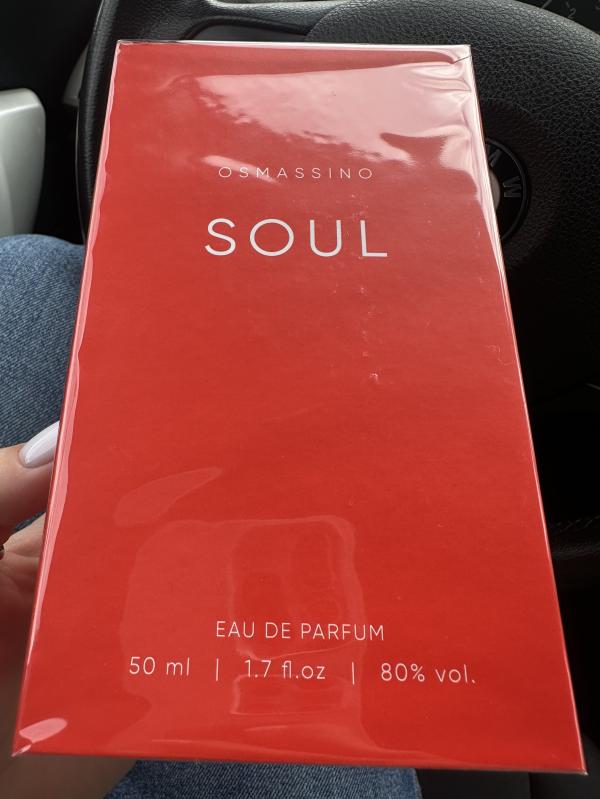 OSMASSINO
SOUL
EAU DE PARFUM
50 ml | 1.7 fl.oz | 80% vol.